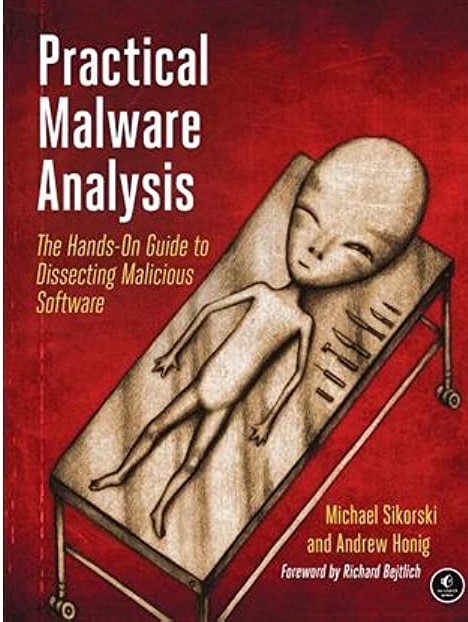 Practical
Malware
Analysis
The Hands-On Guide to
Dissecting Malicious
Software
Michael Sikorski
and Andrew Honig
Foreword by Richard Bejtlich